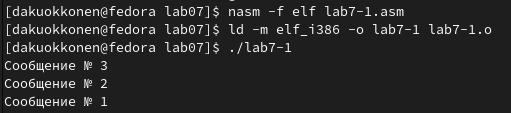 [dakuokkonen@fedora lab07]$ nasm -f elf lab7-1.asm
[dakuokkonen@fedora lab07]$ ld -m elf_i386 -o lab7-1 lab7-1.o
[dakuokkonen@fedora lab07]$ ./lab7-1
Сообщение № 3
Сообщение № 2
Сообщение № 1